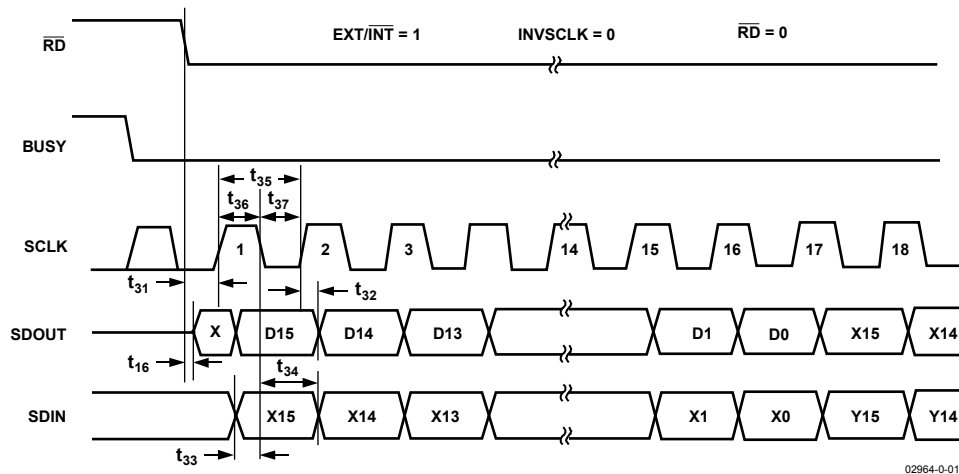 EXT/INT = 1 INVSCLK = 0 RD = 0
RD
BUSY
t35
t36 t37
SCLK 1 2 3 14 15 16 17 18
t31 t32
SDOUT X D15 D14 D13 D1 D0 X15 X14
t16 t34
SDIN X15 X14 X13 X1 X0 Y15 Y14
t33
02964-0-01